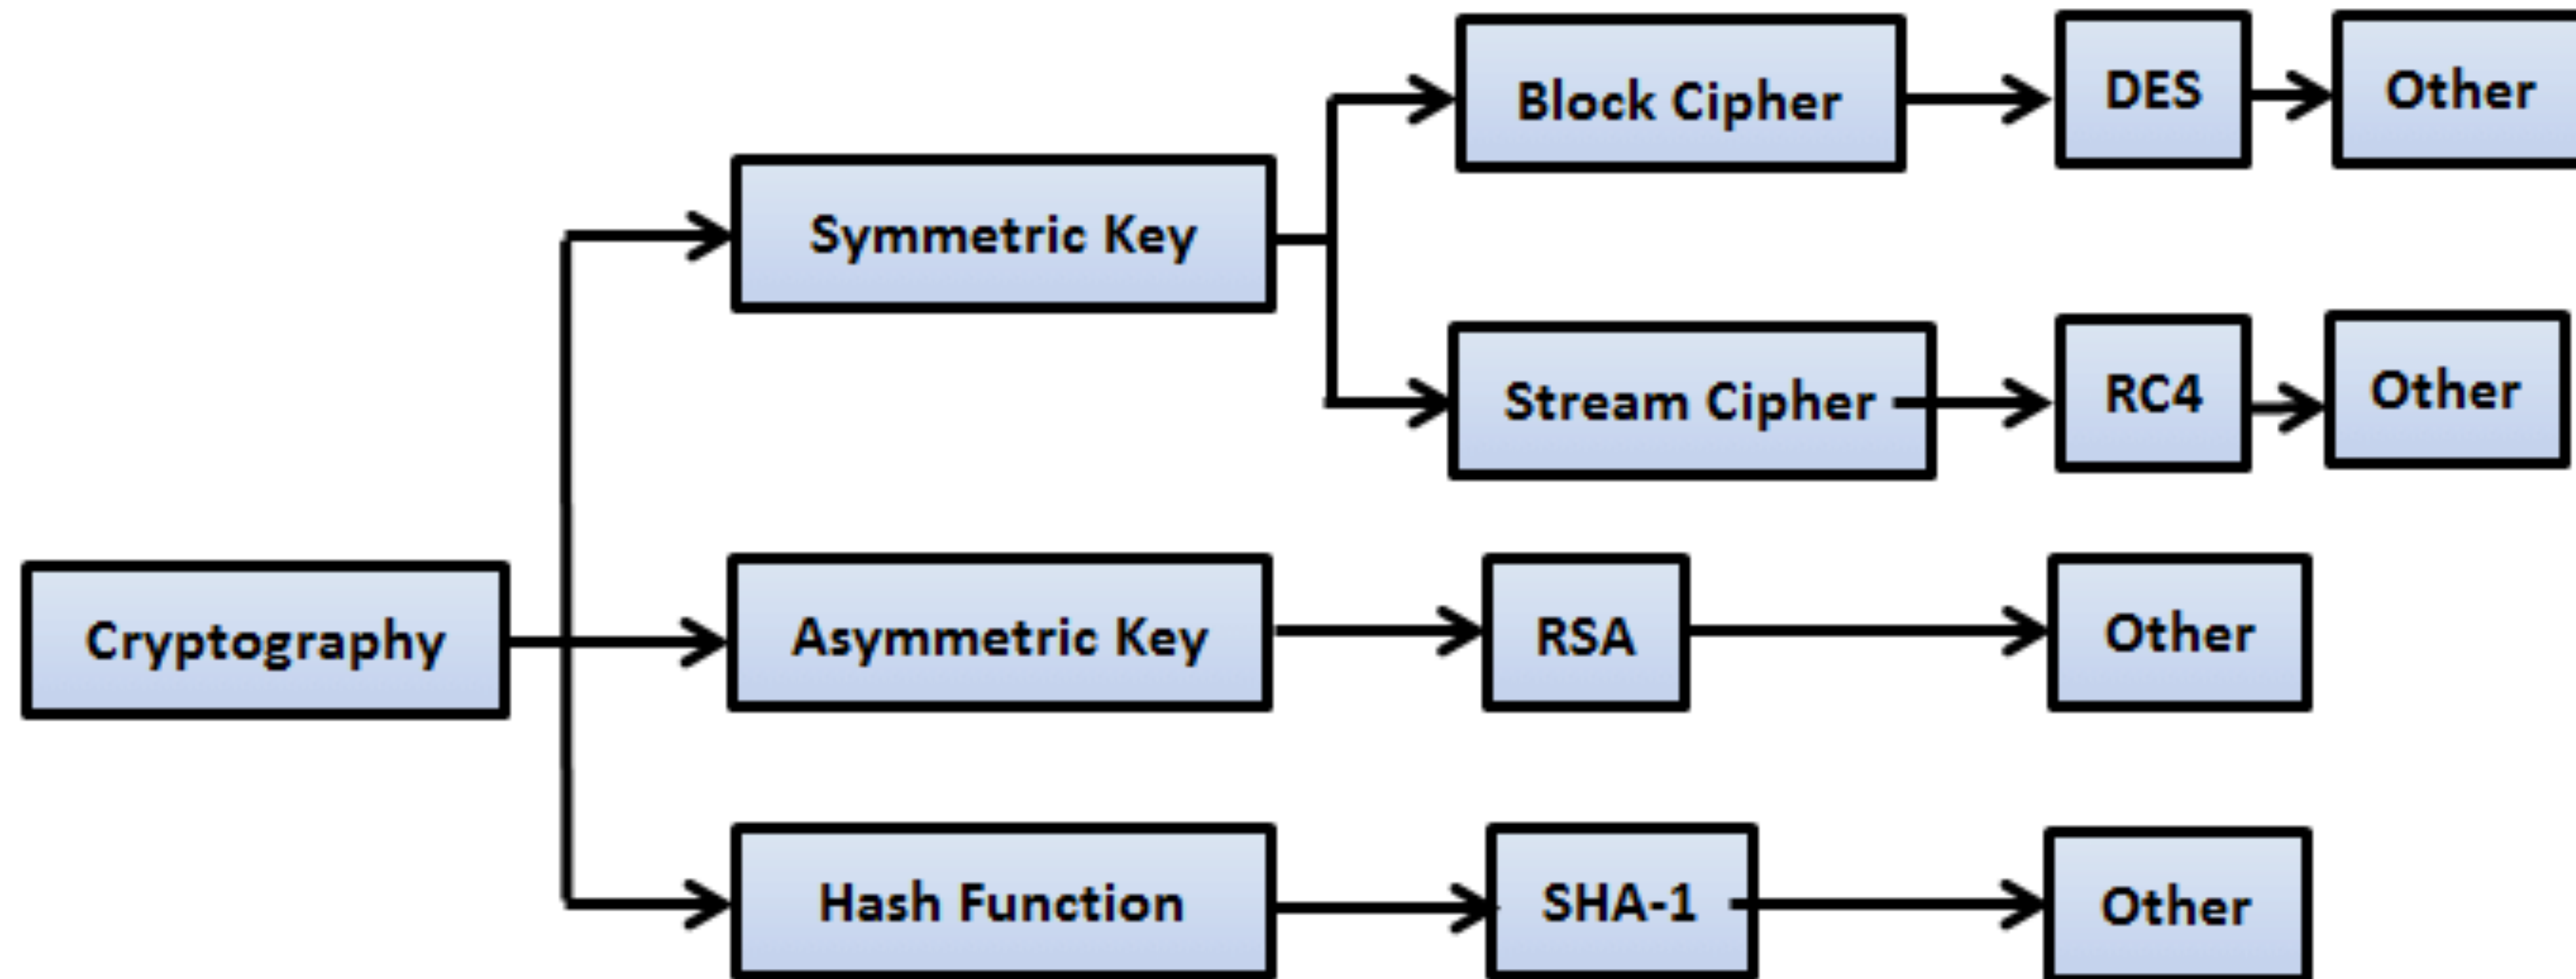 Block Cipher
DES
Other
Symmetric Key
Stream Cipher
RC4
Other
Cryptography
Asymmetric Key
RSA
Other
Hash Function
SHA-1
Other